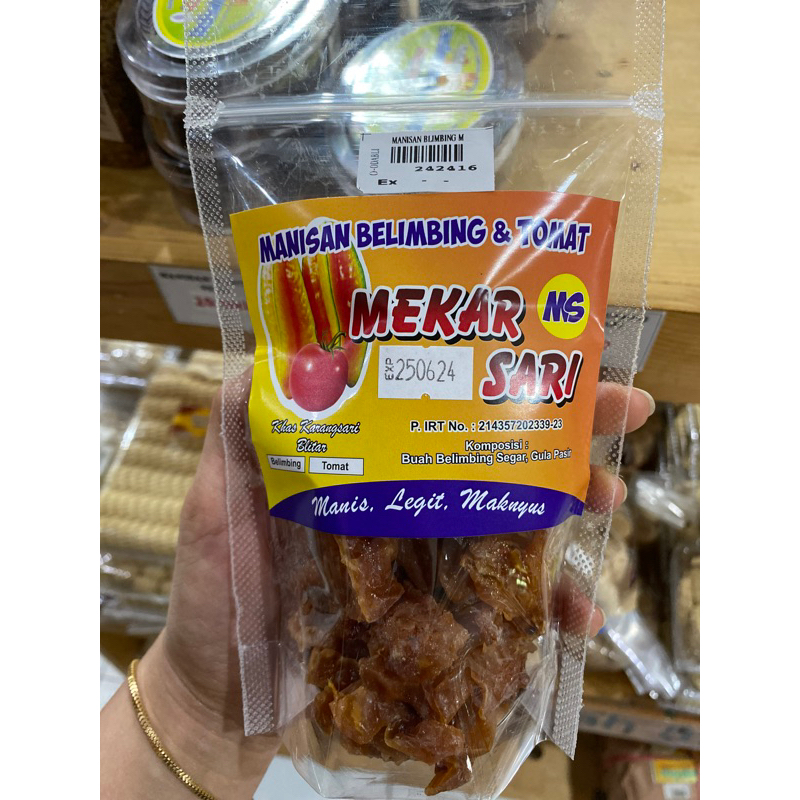 MANISAN BLIMBING M
242416
Ex - -
MANISAN BELIMBING & TOMAT
MEKAR
MS
SARI
EXP 250624
Khas Karangsari
Blitar
Belimbing Tomat
P. IRT No. : 214357202339-23
Komposisi :
Buah Belimbing Segar, Gula Pasir
Manis, Legit, Maknyus